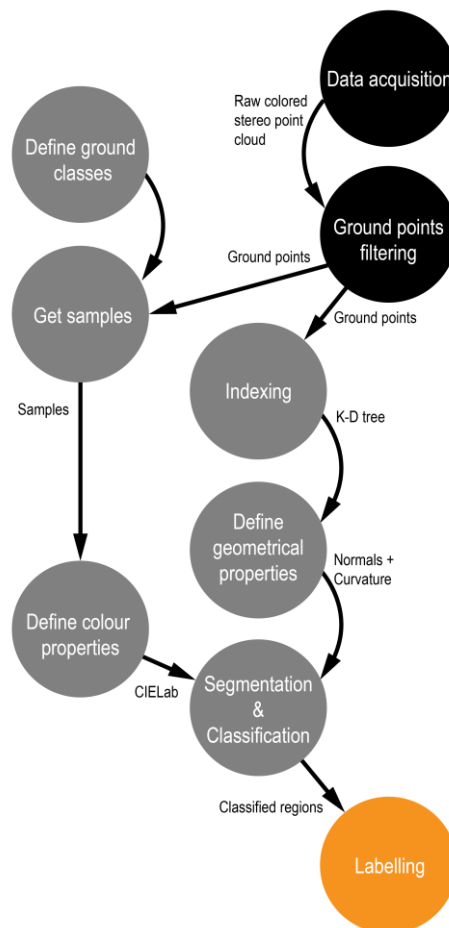 Data acquisition
Raw colored
stereo point
cloud
Define ground
classes
Ground points
filtering
Ground points
Ground points
Get samples
Indexing
Samples
K-D tree
Define
geometrical
properties
Normals +
Curvature
Define colour
properties
CIELab
Segmentation
&
Classification
Classified regions
Labelling